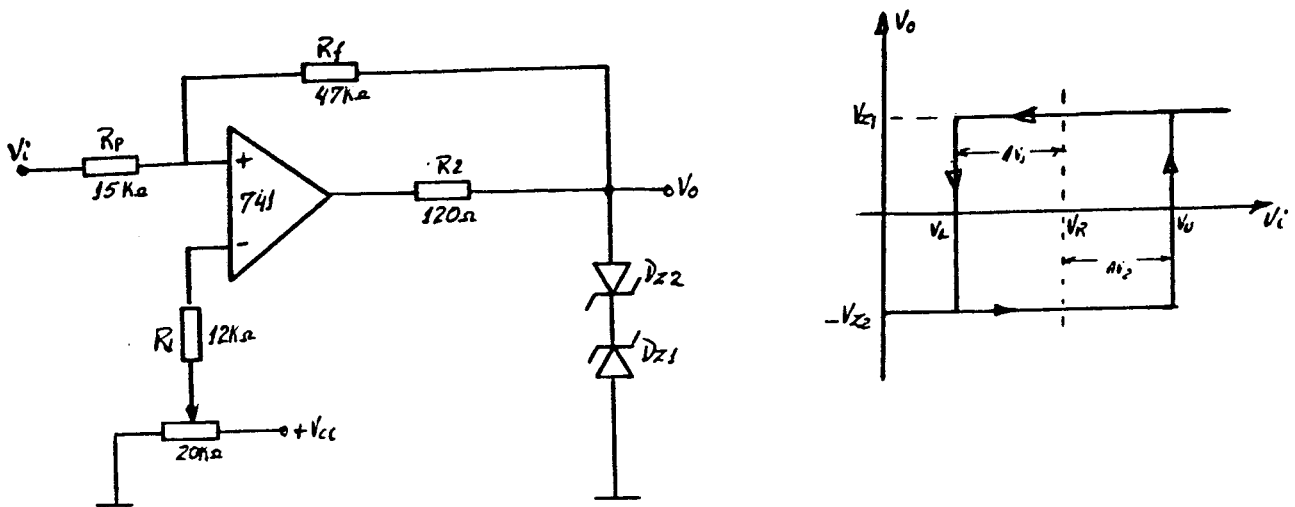 Rf
47KΩ
Vi
Rp
15KΩ
+
741
-
R2
120Ω
Vo
Dz2
Dz1
R1
12KΩ
+Vcc
20KΩ
Vo
Vz1
ΔV1
VL
VR
VU
Vi
ΔV2
-Vz2